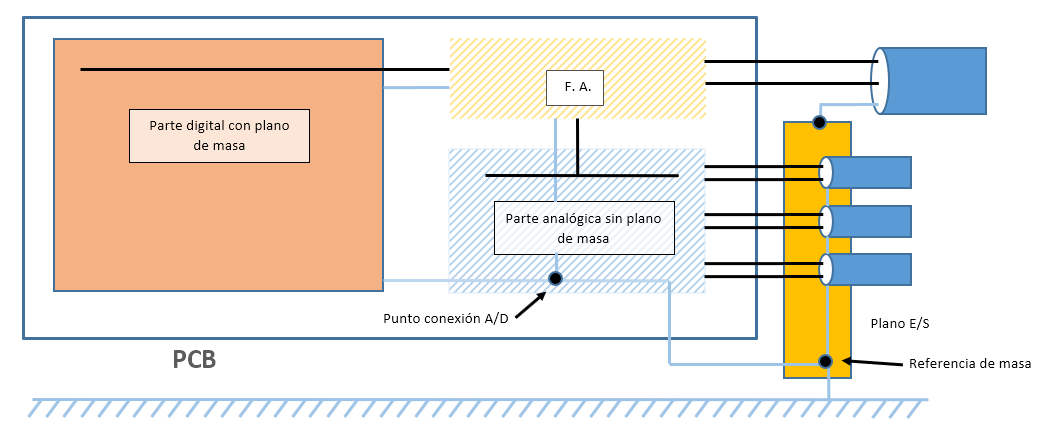 F. A.
Parte digital con plano
de masa
Parte analógica sin plano
de masa
Punto conexión A/D
Plano E/S
PCB
Referencia de masa